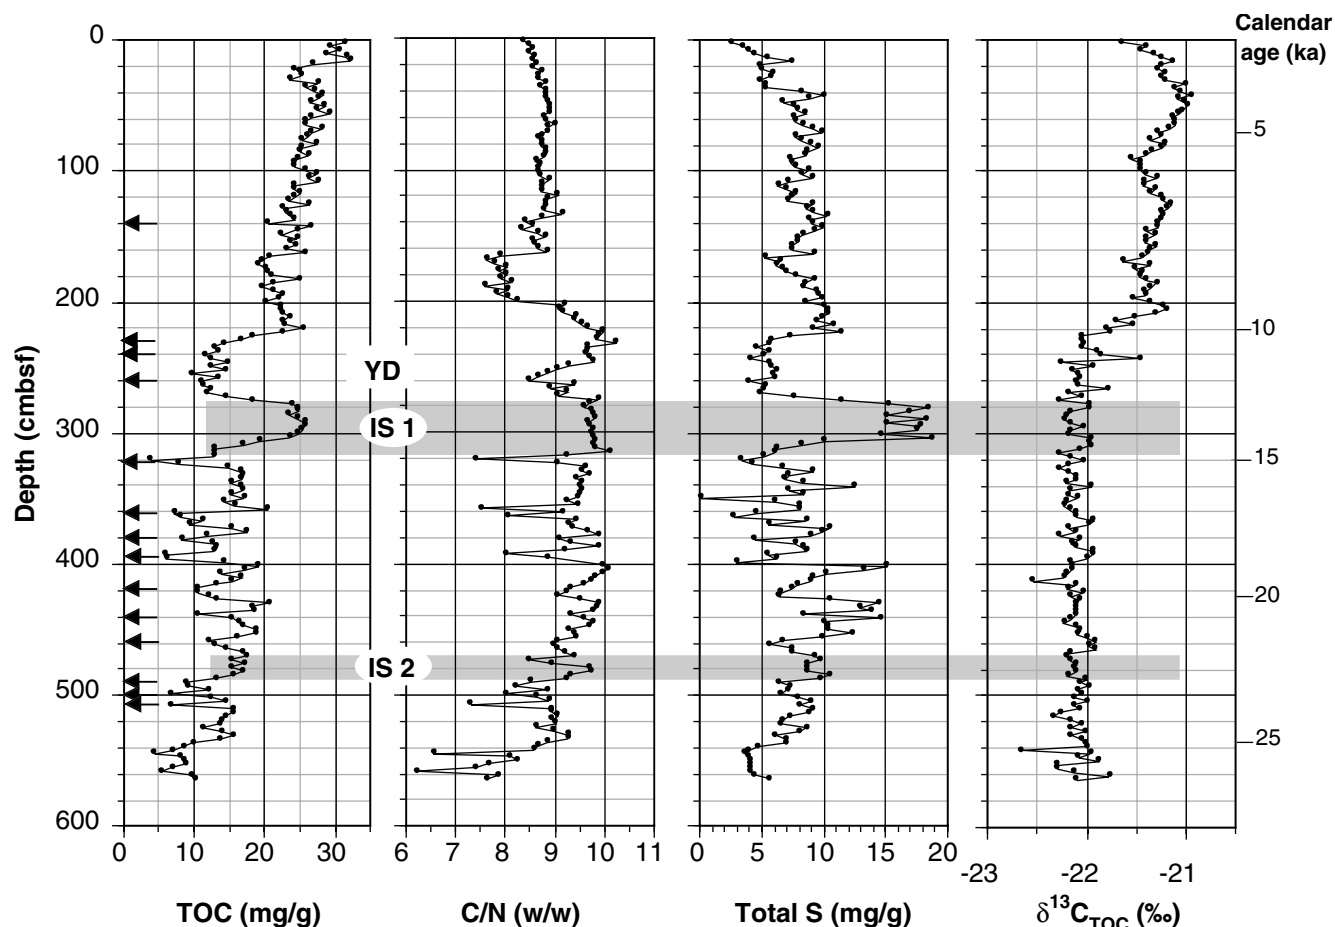 Calendar
age (ka)
0
100
200
300
400
500
600
Depth (cmbsf)
YD
IS 1
IS 2
5
10
15
20
25
0 10 20 30
6 7 8 9 10 11
0 5 10 15 20
-23 -22 -21
TOC (mg/g)
C/N (w/w)
Total S (mg/g)
δ¹³C_TOC (‰)